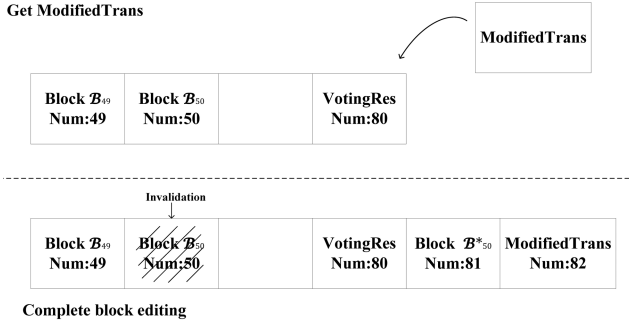 Get ModifiedTrans
ModifiedTrans
Block 𝓑₄₉
Num:49
Block 𝓑₅₀
Num:50
VotingRes
Num:80
Invalidation
Block 𝓑₄₉
Num:49
Block 𝓑₅₀
Num:50
VotingRes
Num:80
Block 𝓑*₅₀
Num:81
ModifiedTrans
Num:82
Complete block editing